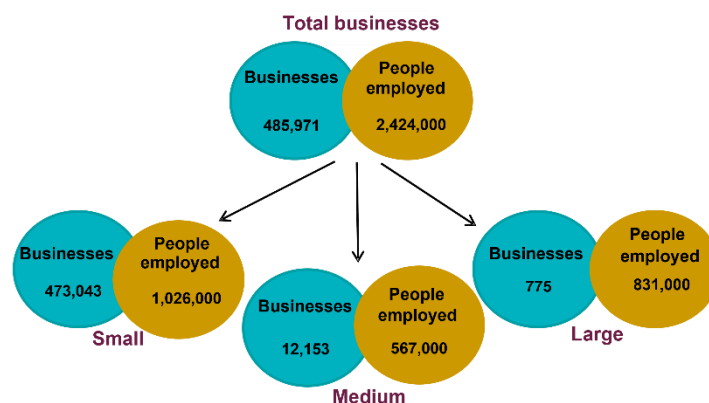 Total businesses
Businesses
485,971
People
employed
2,424,000
Businesses
473,043
People
employed
1,026,000
Small
Businesses
12,153
People
employed
567,000
Medium
Businesses
775
People
employed
831,000
Large